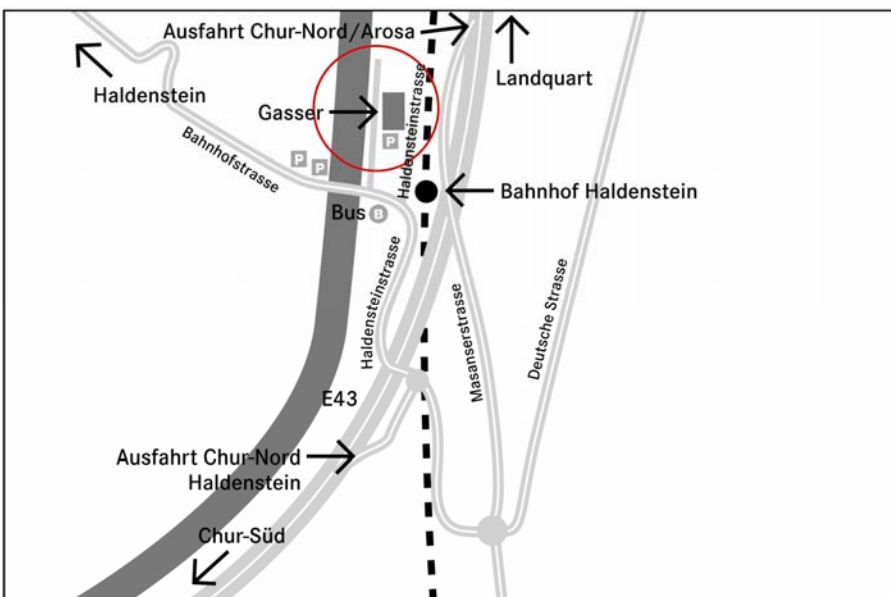 Ausfahrt Chur-Nord/Arosa
Landquart
Haldenstein
Gasser
P
Haldensteinstrasse
Bahnhofstrasse
P
P
Bahnhof Haldenstein
Bus B
Haldensteinstrasse
Masanserstrasse
Deutsche Strasse
E43
Ausfahrt Chur-Nord
Haldenstein
Chur-Süd